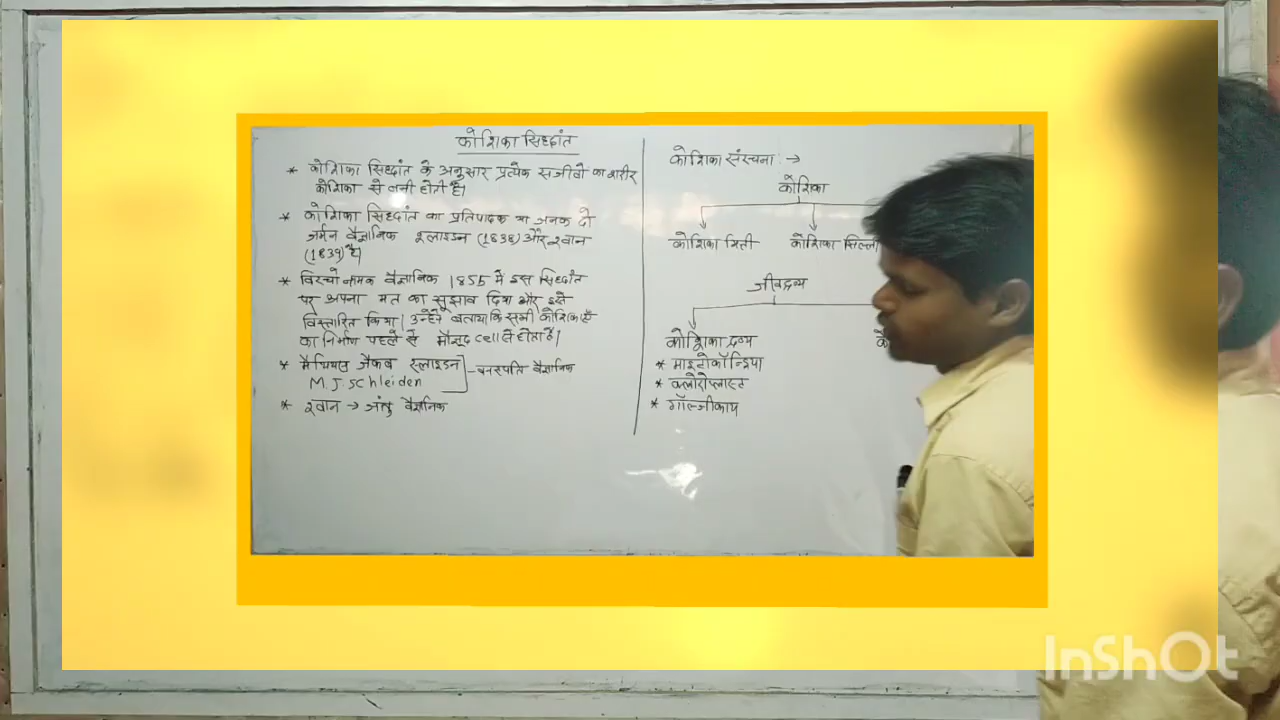 कोशिका सिद्धांत
* कोशिका सिद्धांत के अनुसार प्रत्येक सजीवो का शरीर
कोशिका से बनी होती है।
* कोशिका सिद्धांत का प्रतिपादक या जनक दो
जर्मन वैज्ञानिक श्लाइडन (1838) और श्वान
(1839) है।
* विरचो नामक वैज्ञानिक 1855 में इस सिद्धांत
पर अपना मत का सुझाव दिया और इसे
विस्तारित किया। उन्होंने बताया कि सभी कोशिकाएँ
का निर्माण पहले से मौजूद cell से होता है।
* मैथियास जैकब श्लाइडन
M.J.Schleiden
- वनस्पति वैज्ञानिक
* श्वान → जंतु वैज्ञानिक
कोशिका संरचना : →
कोशिका
कोशिका भित्ती कोशिका झिल्ली
जीवद्रव्य
कोशिका द्रव्य
* माइटोकॉन्ड्रिया
* क्लोरोप्लास्ट
* गॉल्जीकाय
InShOt